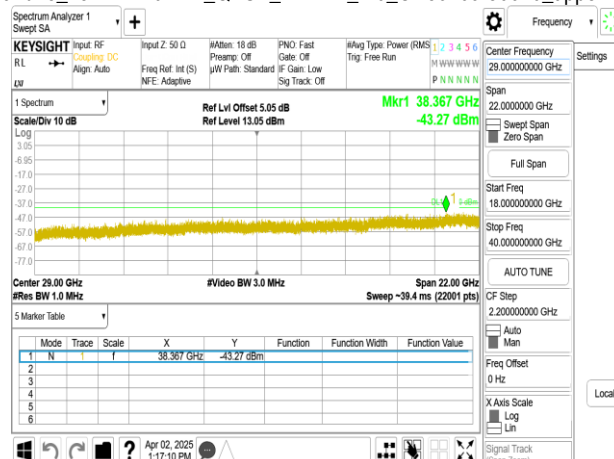 Spectrum Analyzer 1
Swept SA
Frequency
Settings
KEYSIGHT
Input: RF
Coupling: DC
Align: Auto
Input Z: 50 Ω
Freq Ref: Int (S)
NFE: Adaptive
#Atten: 18 dB
Preamp: Off
µW Path: Standard
PNO: Fast
Gate: Off
IF Gain: Low
Sig Track: Off
#Avg Type: Power (RMS
Trig: Free Run
1 2 3 4 5 6
M W W W W W
P N N N N N
RL
1 Spectrum
Scale/Div 10 dB
Ref Lvl Offset 5.05 dB
Ref Level 13.05 dBm
Mkr1 38.367 GHz
-43.27 dBm
Log
3.05
-6.95
-17.0
-27.0
-37.0
-47.0
-57.0
-67.0
-77.0
1
Center 29.00 GHz
#Video BW 3.0 MHz
Span 22.00 GHz
#Res BW 1.0 MHz
Sweep ~39.4 ms (22001 pts)
5 Marker Table
Mode Trace Scale X Y Function Function Width Function Value
1 N 1 f 38.367 GHz -43.27 dBm
2
3
4
5
6
Apr 02, 2025
1:17:10 PM
Center Frequency
29.000000000 GHz
Span
22.0000000 GHz
Swept Span
Zero Span
Full Span
Start Freq
18.000000000 GHz
Stop Freq
40.000000000 GHz
AUTO TUNE
CF Step
2.200000000 GHz
Auto
Man
Freq Offset
0 Hz
X Axis Scale
Log
Lin
Signal Track
Local